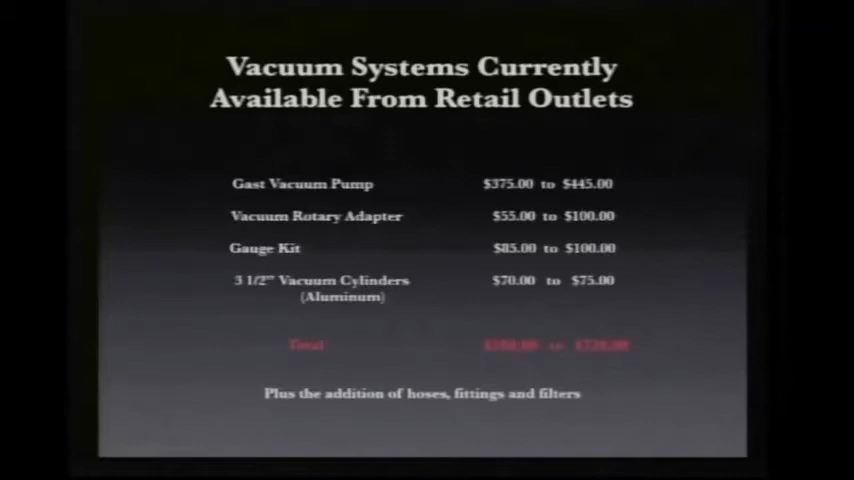 Vacuum Systems Currently
Available From Retail Outlets
Gast Vacuum Pump $375.00 to $445.00
Vacuum Rotary Adapter $55.00 to $100.00
Gauge Kit $85.00 to $100.00
3 1/2" Vacuum Cylinders $70.00 to $75.00
(Aluminum)
Total to
Plus the addition of hoses, fittings and filters